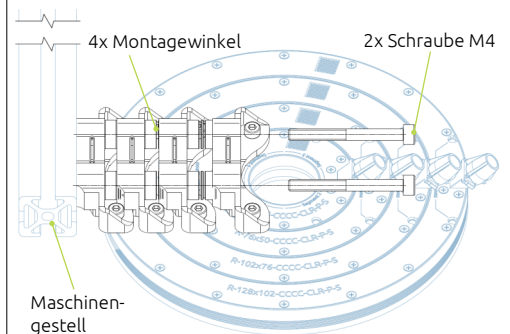 4x Montagewinkel
2x Schraube M4
R-76x50-CCCC-CLR-P-S
R-102x76-CCCC-CLR-P-S
R-128x102-CCCC-CLR-P-S
Maschinen-
gestell